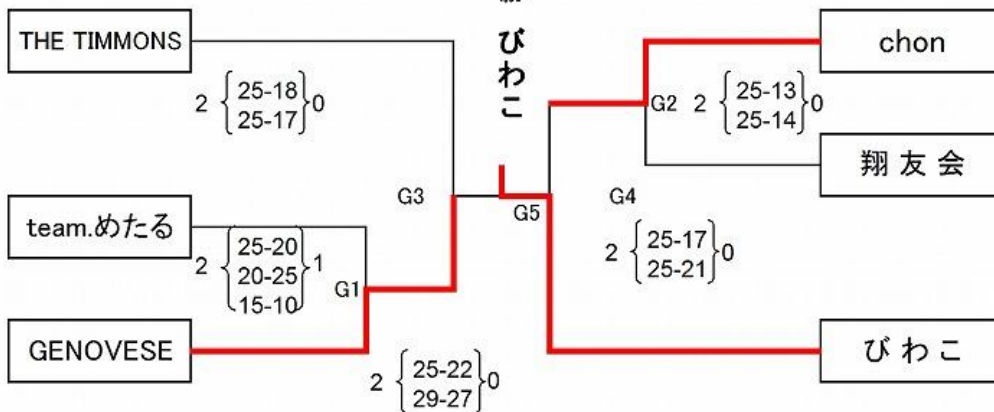 びわこ
THE TIMMONS
chon
2 { 25-18 } 0
25-17
G2 2 { 25-13 } 0
25-14
翔友会
G3
G5
G4
team.めたる
2 { 25-20 } 1
20-25
15-10
G1
2 { 25-17 } 0
25-21
GENOVESE
びわこ
2 { 25-22 } 0
29-27